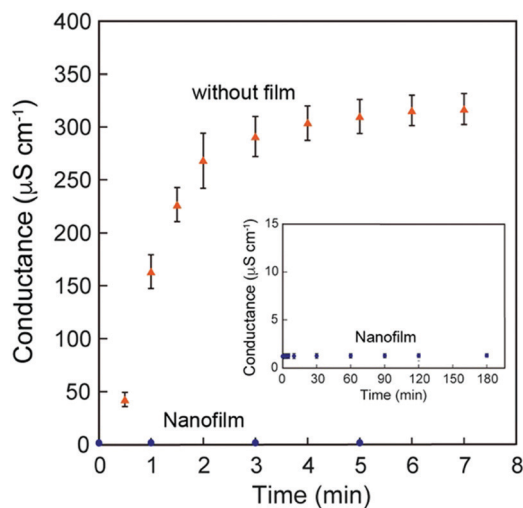 400
350
300
250
200
150
100
50
0
Conductance (μS cm⁻¹)
without film
Nanofilm
0 1 2 3 4 5 6 7 8
Time (min)
15
10
5
0
Conductance (μS cm⁻¹)
Nanofilm
0 30 60 90 120 150 180
Time (min)